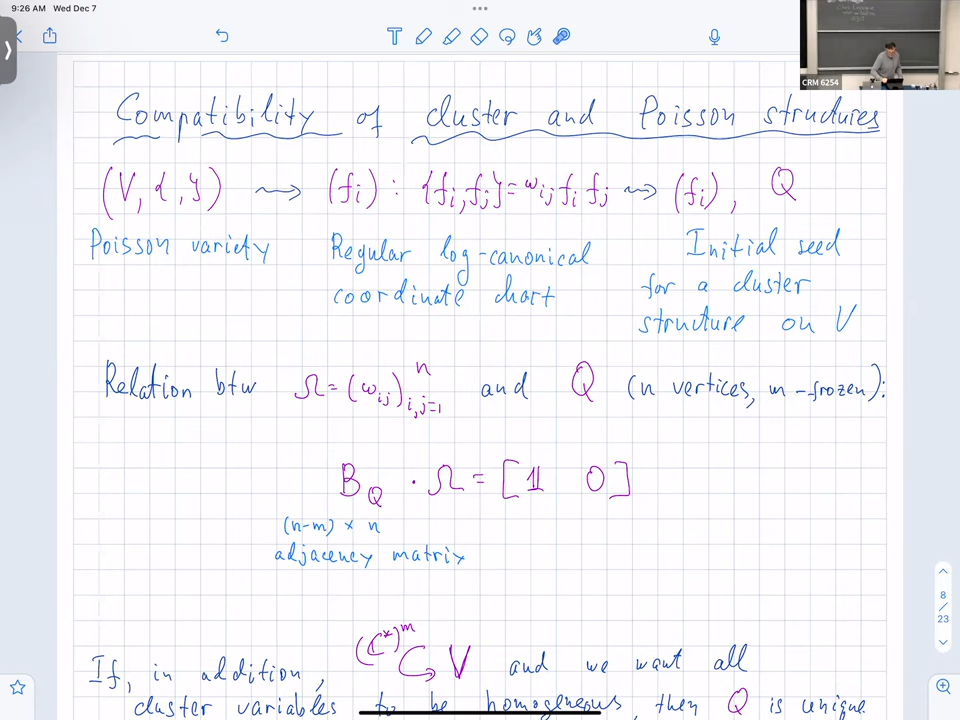 9:26 AM Wed Dec 7
CRM 6254
Compatibility of cluster and Poisson structures
(V, { , }) ⇝ (fi) : {fi, fj} = ωij fi fj ⇝ (fi), Q
Poisson variety
Regular log-canonical coordinate chart
Initial seed for a cluster structure on V
Relation btw Ω = (ωij)ⁿi,j=1 and Q (n vertices, m - frozen):
B_Q · Ω = [𝟙 0]
(n-m) × n
adjacency matrix
If, in addition, (ℂ*)ᵐ ↪ V and we want all
cluster variables to be homogeneous, then Q is unique
8
/
23